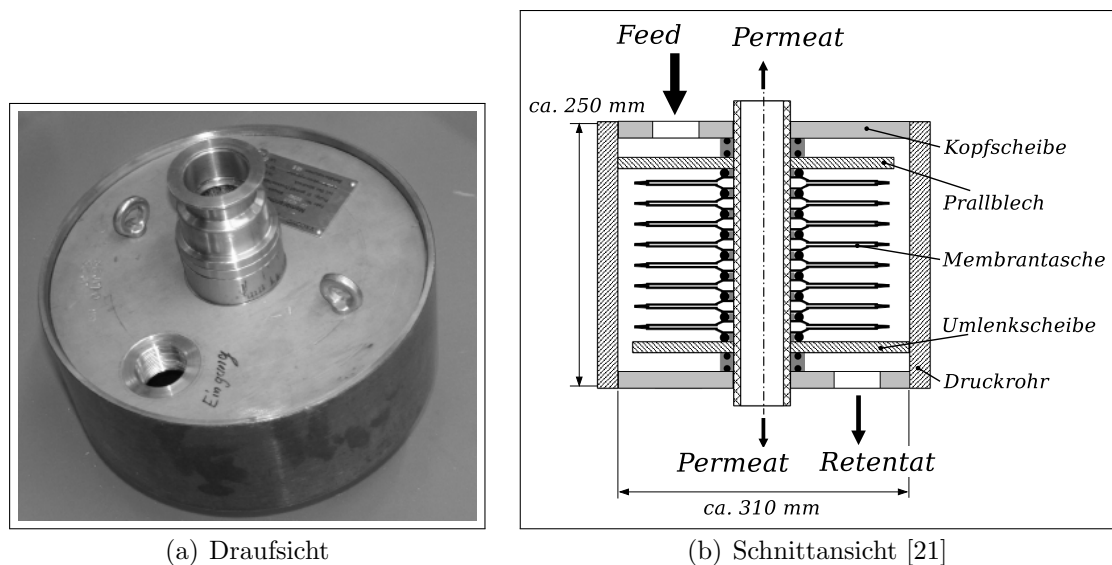 Eingang
(a) Draufsicht
Feed
Permeat
ca. 250 mm
Kopfscheibe
Prallblech
Membrantasche
Umlenkscheibe
Druckrohr
Permeat
Retentat
ca. 310 mm
(b) Schnittansicht [21]